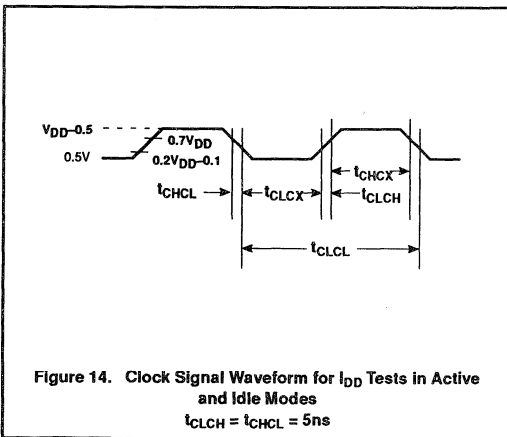 VDD–0.5
0.7VDD
0.5V
0.2VDD–0.1
tCHCX
tCHCL
tCLCX
tCLCH
tCLCL
Figure 14. Clock Signal Waveform for IDD Tests in Active
and Idle Modes
tCLCH = tCHCL = 5ns